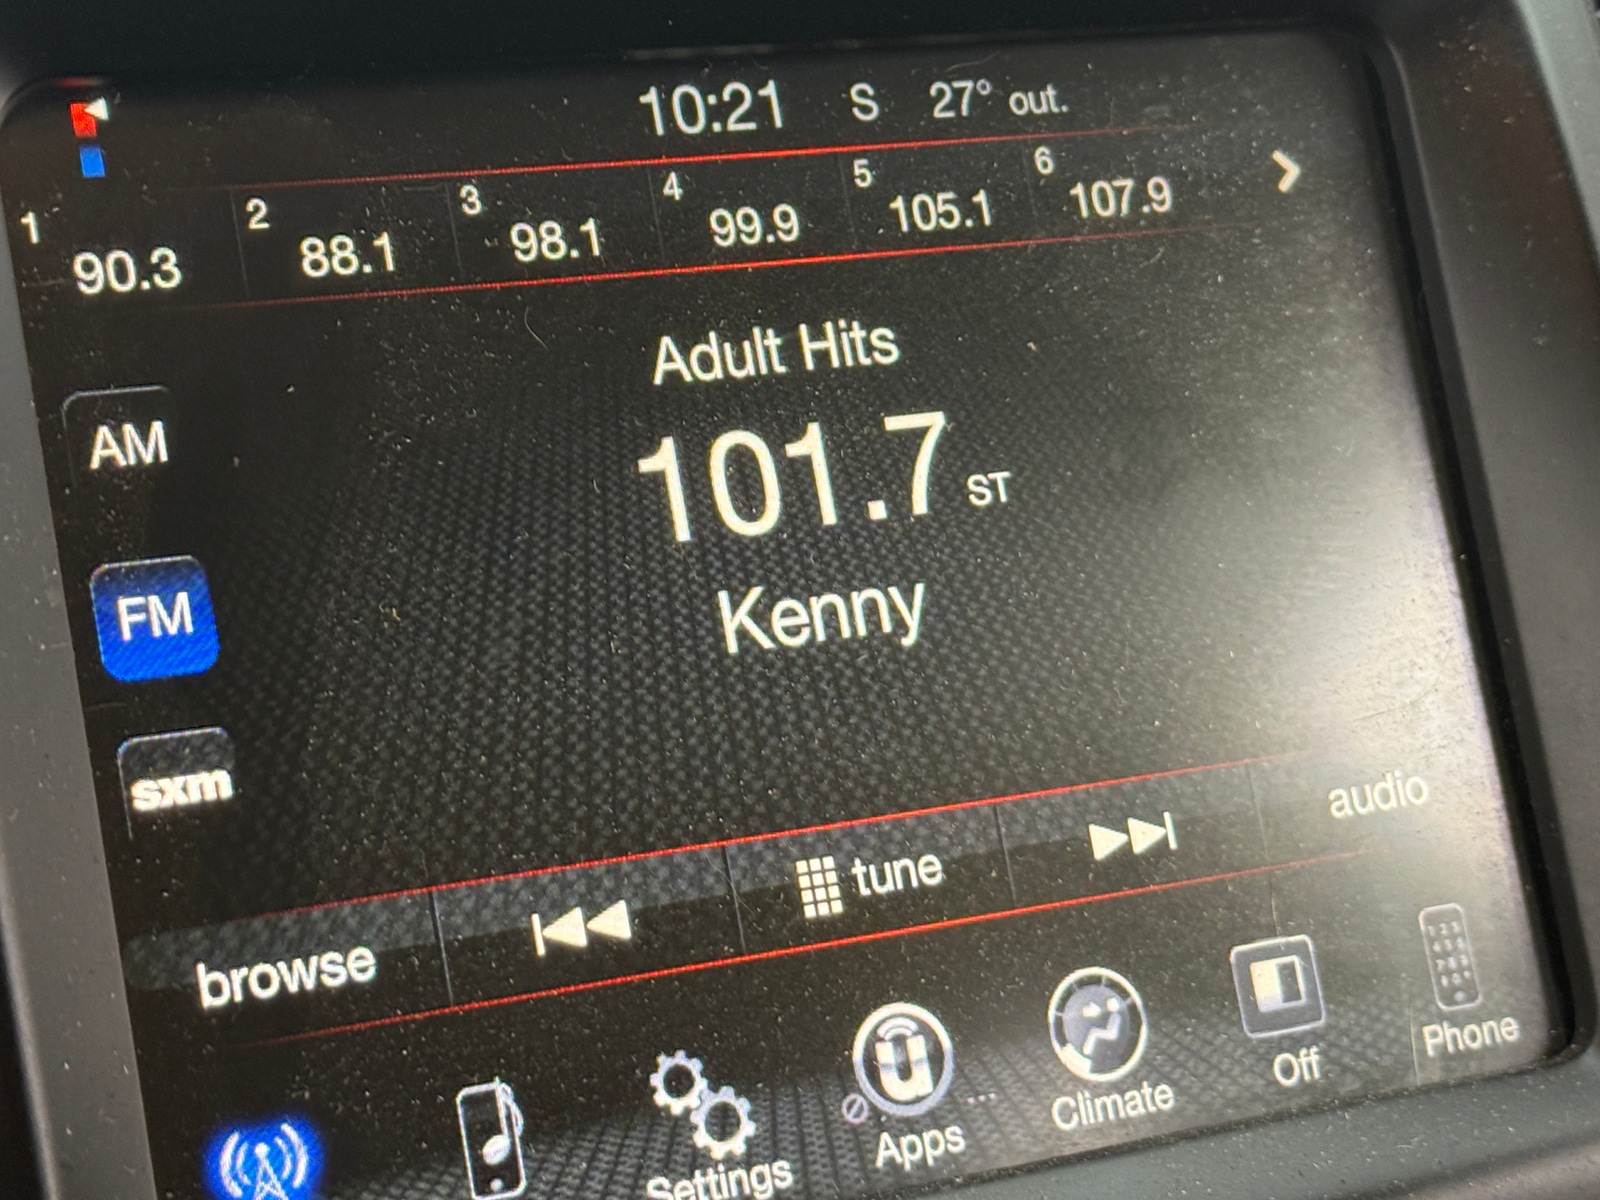 10:21 S 27° out.
1 90.3 2 88.1 3 98.1 4 99.9 5 105.1 6 107.9
Adult Hits
AM
101.7 ST
FM
Kenny
sxm
browse tune audio
Settings Apps Climate Off Phone